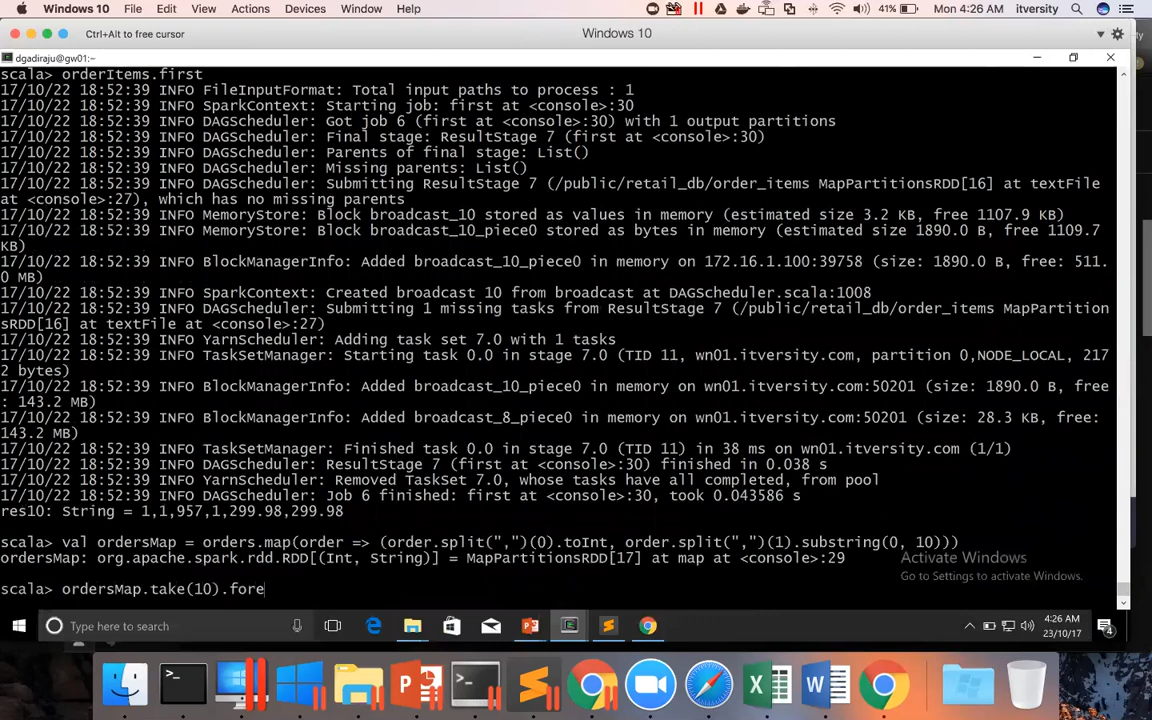 Windows 10 File Edit View Actions Devices Window Help 41% Mon 4:26 AM itversity
Ctrl+Alt to free cursor Windows 10
dgadiraju@gw01:~
scala> orderItems.first
17/10/22 18:52:39 INFO FileInputFormat: Total input paths to process : 1
17/10/22 18:52:39 INFO SparkContext: Starting job: first at <console>:30
17/10/22 18:52:39 INFO DAGScheduler: Got job 6 (first at <console>:30) with 1 output partitions
17/10/22 18:52:39 INFO DAGScheduler: Final stage: ResultStage 7 (first at <console>:30)
17/10/22 18:52:39 INFO DAGScheduler: Parents of final stage: List()
17/10/22 18:52:39 INFO DAGScheduler: Missing parents: List()
17/10/22 18:52:39 INFO DAGScheduler: Submitting ResultStage 7 (/public/retail_db/order_items MapPartitionsRDD[16] at textFile
at <console>:27), which has no missing parents
17/10/22 18:52:39 INFO MemoryStore: Block broadcast_10 stored as values in memory (estimated size 3.2 KB, free 1107.9 KB)
17/10/22 18:52:39 INFO MemoryStore: Block broadcast_10_piece0 stored as bytes in memory (estimated size 1890.0 B, free 1109.7
KB)
17/10/22 18:52:39 INFO BlockManagerInfo: Added broadcast_10_piece0 in memory on 172.16.1.100:39758 (size: 1890.0 B, free: 511.
0 MB)
17/10/22 18:52:39 INFO SparkContext: Created broadcast 10 from broadcast at DAGScheduler.scala:1008
17/10/22 18:52:39 INFO DAGScheduler: Submitting 1 missing tasks from ResultStage 7 (/public/retail_db/order_items MapPartition
sRDD[16] at textFile at <console>:27)
17/10/22 18:52:39 INFO YarnScheduler: Adding task set 7.0 with 1 tasks
17/10/22 18:52:39 INFO TaskSetManager: Starting task 0.0 in stage 7.0 (TID 11, wn01.itversity.com, partition 0,NODE_LOCAL, 217
2 bytes)
17/10/22 18:52:39 INFO BlockManagerInfo: Added broadcast_10_piece0 in memory on wn01.itversity.com:50201 (size: 1890.0 B, free
: 143.2 MB)
17/10/22 18:52:39 INFO BlockManagerInfo: Added broadcast_8_piece0 in memory on wn01.itversity.com:50201 (size: 28.3 KB, free:
143.2 MB)
17/10/22 18:52:39 INFO TaskSetManager: Finished task 0.0 in stage 7.0 (TID 11) in 38 ms on wn01.itversity.com (1/1)
17/10/22 18:52:39 INFO DAGScheduler: ResultStage 7 (first at <console>:30) finished in 0.038 s
17/10/22 18:52:39 INFO YarnScheduler: Removed TaskSet 7.0, whose tasks have all completed, from pool
17/10/22 18:52:39 INFO DAGScheduler: Job 6 finished: first at <console>:30, took 0.043586 s
res10: String = 1,1,957,1,299.98,299.98
scala> val ordersMap = orders.map(order => (order.split(",")(0).toInt, order.split(",")(1).substring(0, 10)))
ordersMap: org.apache.spark.rdd.RDD[(Int, String)] = MapPartitionsRDD[17] at map at <console>:29
Activate Windows
Go to Settings to activate Windows.
scala> ordersMap.take(10).fore
Type here to search
4:26 AM
23/10/17
4